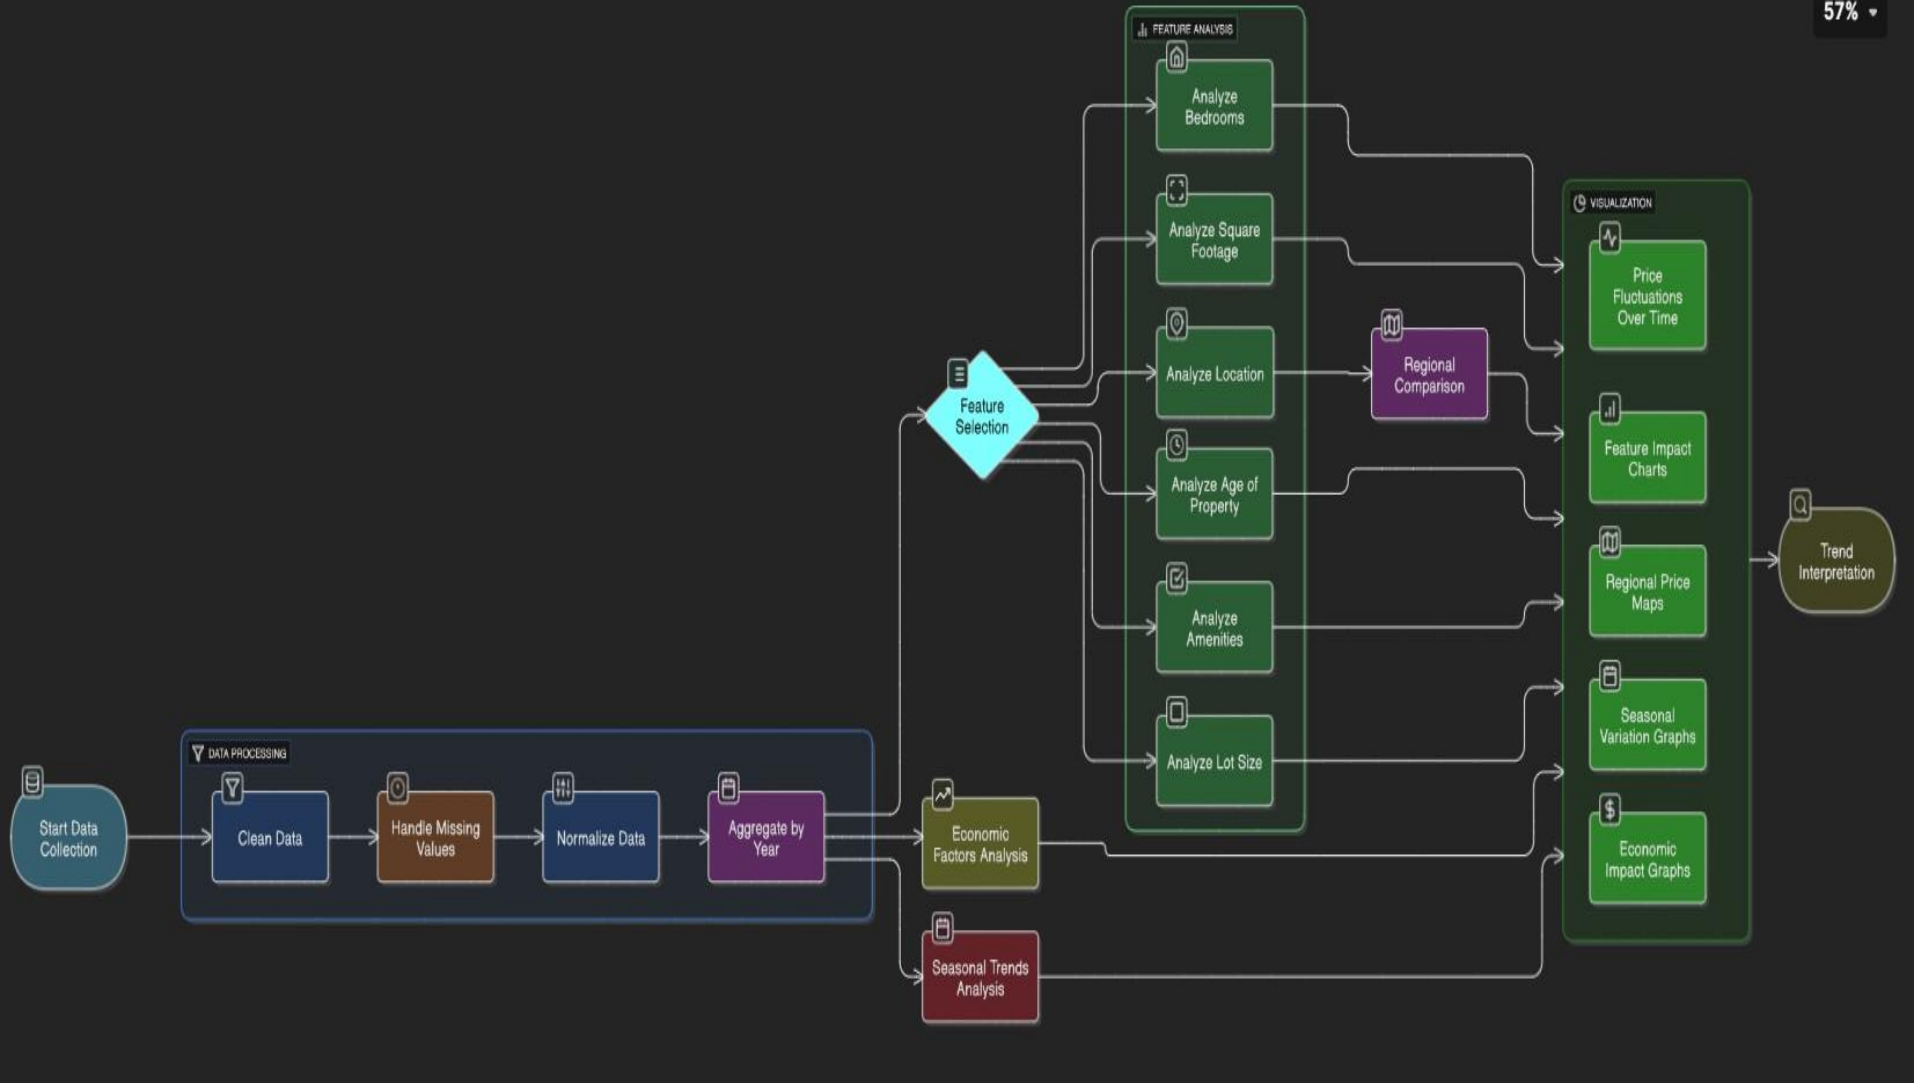 57%
FEATURE ANALYSIS
Analyze
Bedrooms
Analyze Square
Footage
Analyze Location
Analyze Age of
Property
Analyze
Amenities
Analyze Lot Size
Regional
Comparison
VISUALIZATION
Price
Fluctuations
Over Time
Feature Impact
Charts
Regional Price
Maps
Seasonal
Variation Graphs
Economic
Impact Graphs
Trend
Interpretation
Feature
Selection
DATA PROCESSING
Start Data
Collection
Clean Data
Handle Missing
Values
Normalize Data
Aggregate by
Year
Economic
Factors Analysis
Seasonal Trends
Analysis